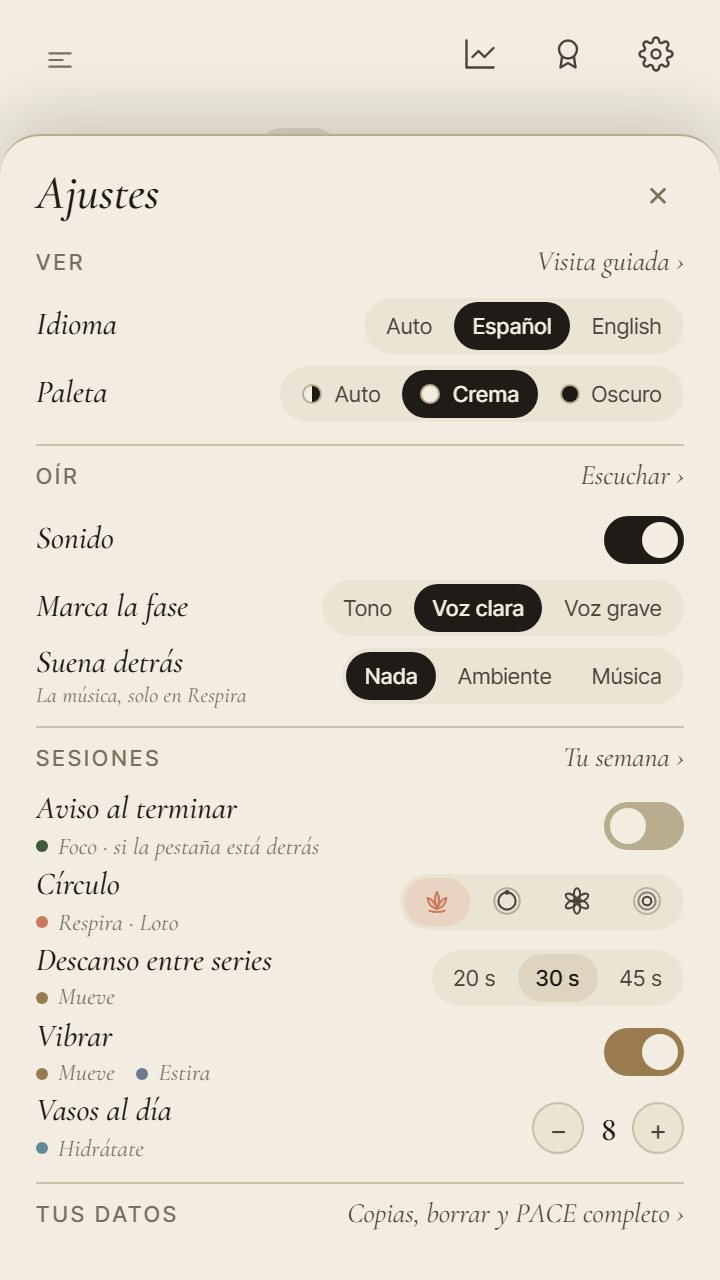 Ajustes ✕
VER Visita guiada ›
Idioma Auto Español English
Paleta Auto Crema Oscuro
OÍR Escuchar ›
Sonido
Marca la fase Tono Voz clara Voz grave
Suena detrás Nada Ambiente Música
La música, solo en Respira
SESIONES Tu semana ›
Aviso al terminar
Foco · si la pestaña está detrás
Círculo
Respira · Loto
Descanso entre series 20 s 30 s 45 s
Mueve
Vibrar
Mueve Estira
Vasos al día − 8 +
Hidrátate
TUS DATOS Copias, borrar y PACE completo ›